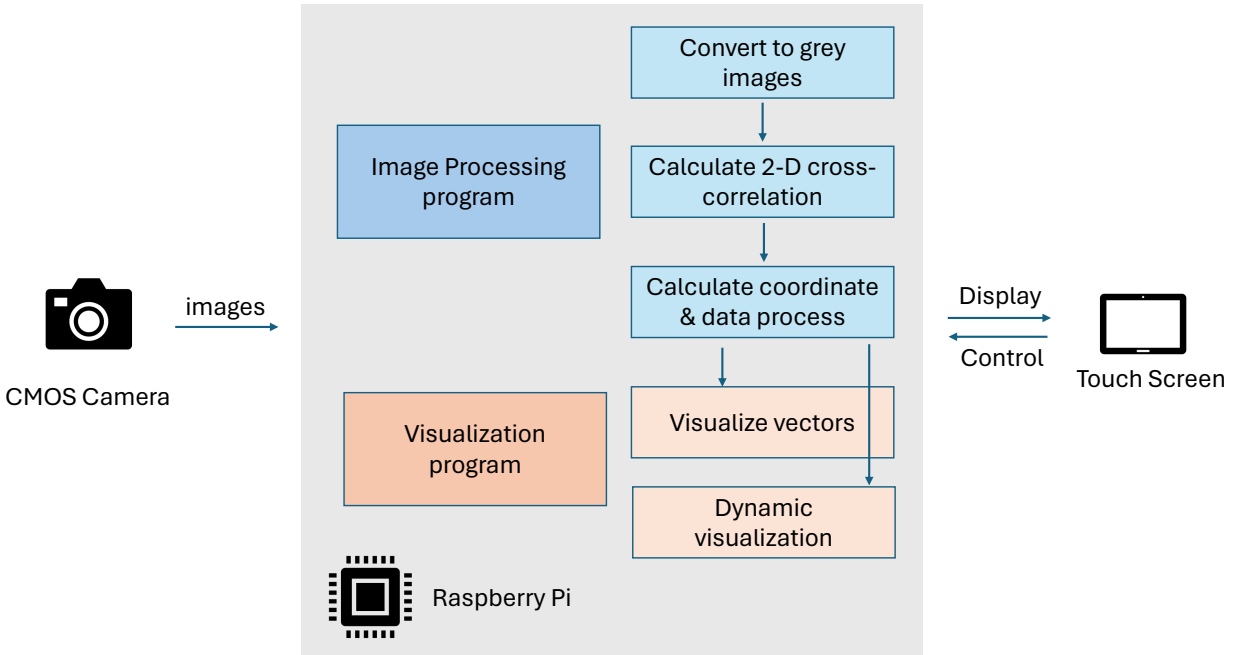 Convert to grey
images
Image Processing
program
Calculate 2-D cross-
correlation
Calculate coordinate
& data process
images
CMOS Camera
Display
Control
Touch Screen
Visualization
program
Visualize vectors
Dynamic
visualization
Raspberry Pi